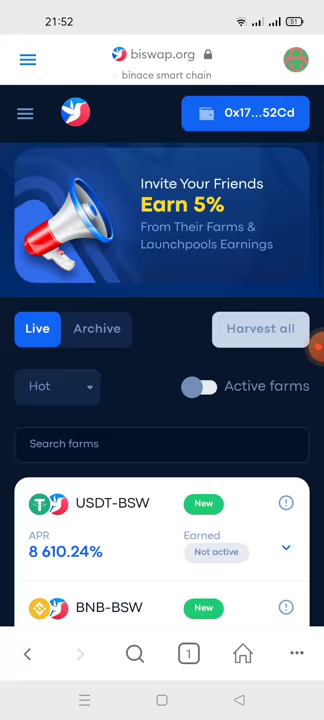 21:52
51
biswap.org
binace smart chain
0x17...52Cd
Invite Your Friends
Earn 5%
From Their Farms &
Launchpools Earnings
Live
Archive
Harvest all
Hot
Active farms
Search farms
USDT-BSW
New
APR
Earned
8 610.24%
Not active
BNB-BSW
New
1